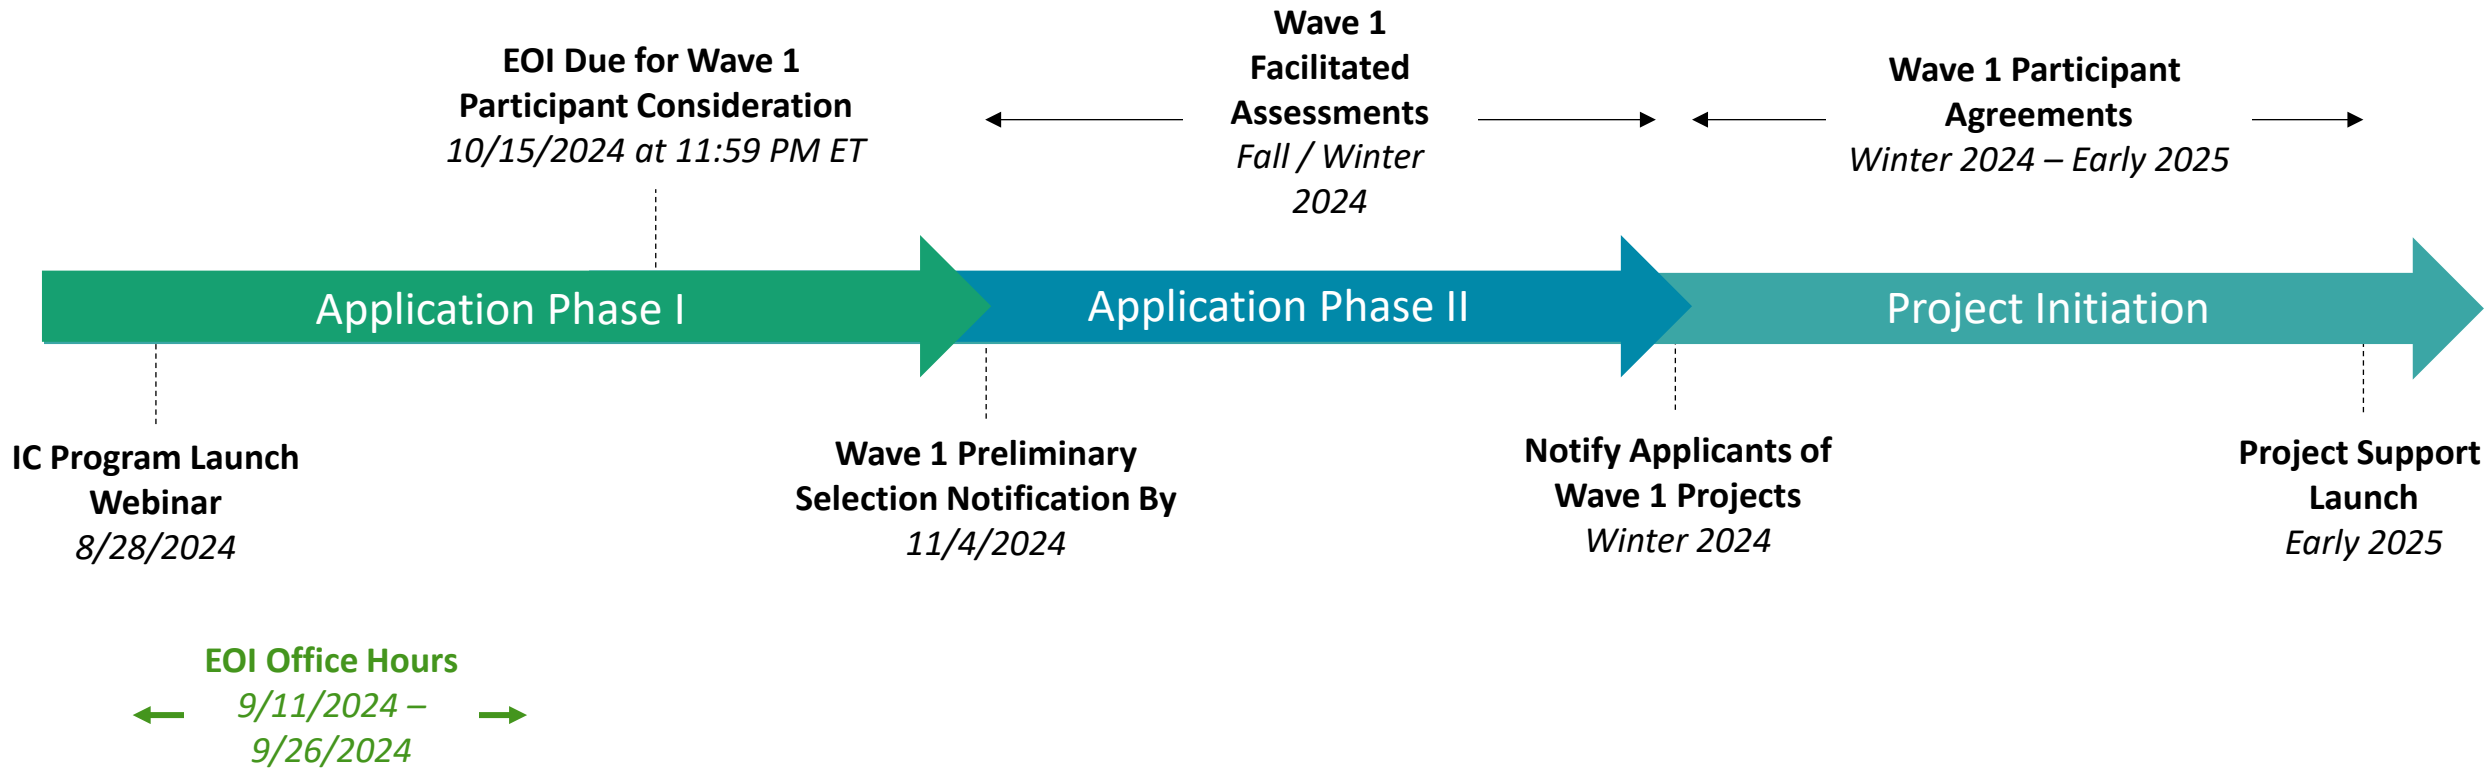 EOI Due for Wave 1
Participant Consideration
10/15/2024 at 11:59 PM ET
Wave 1
Facilitated
Assessments
Fall / Winter
2024
Wave 1 Participant
Agreements
Winter 2024 – Early 2025
Application Phase I
Application Phase II
Project Initiation
IC Program Launch
Webinar
8/28/2024
Wave 1 Preliminary
Selection Notification By
11/4/2024
Notify Applicants of
Wave 1 Projects
Winter 2024
Project Support
Launch
Early 2025
EOI Office Hours
9/11/2024 –
9/26/2024